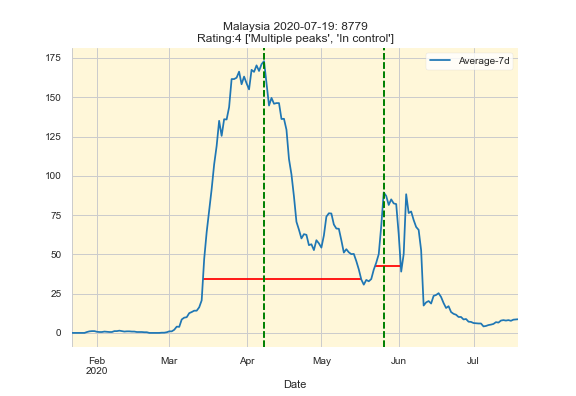 Malaysia 2020-07-19: 8779
Rating:4 ['Multiple peaks', 'In control']
Average-7d
175
150
125
100
75
50
25
0
Feb
2020
Mar
Apr
May
Jun
Jul
Date